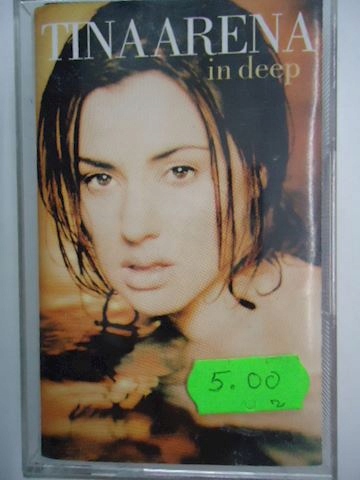 TINA ARENA
in deep
5.00